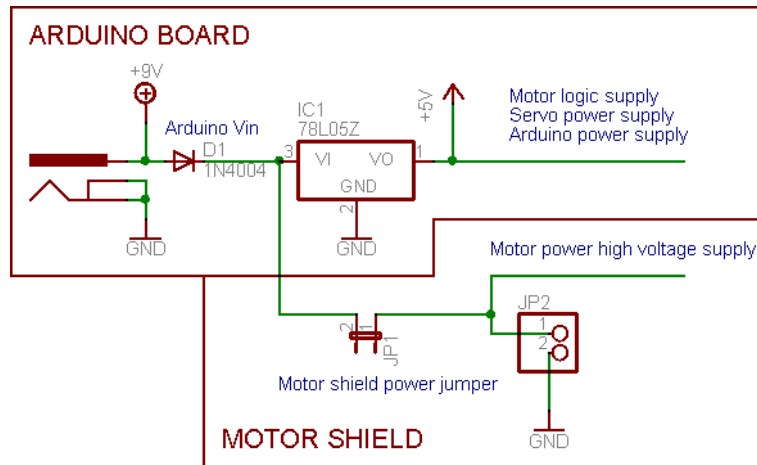 ARDUINO BOARD
+9V
Arduino Vin
D1
1N4004
IC1
78L05Z
3
VI
VO
1
GND
2
+5V
Motor logic supply
Servo power supply
Arduino power supply
GND
GND
Motor power high voltage supply
JP2
1
2
2
1
JP1
Motor shield power jumper
GND
MOTOR SHIELD